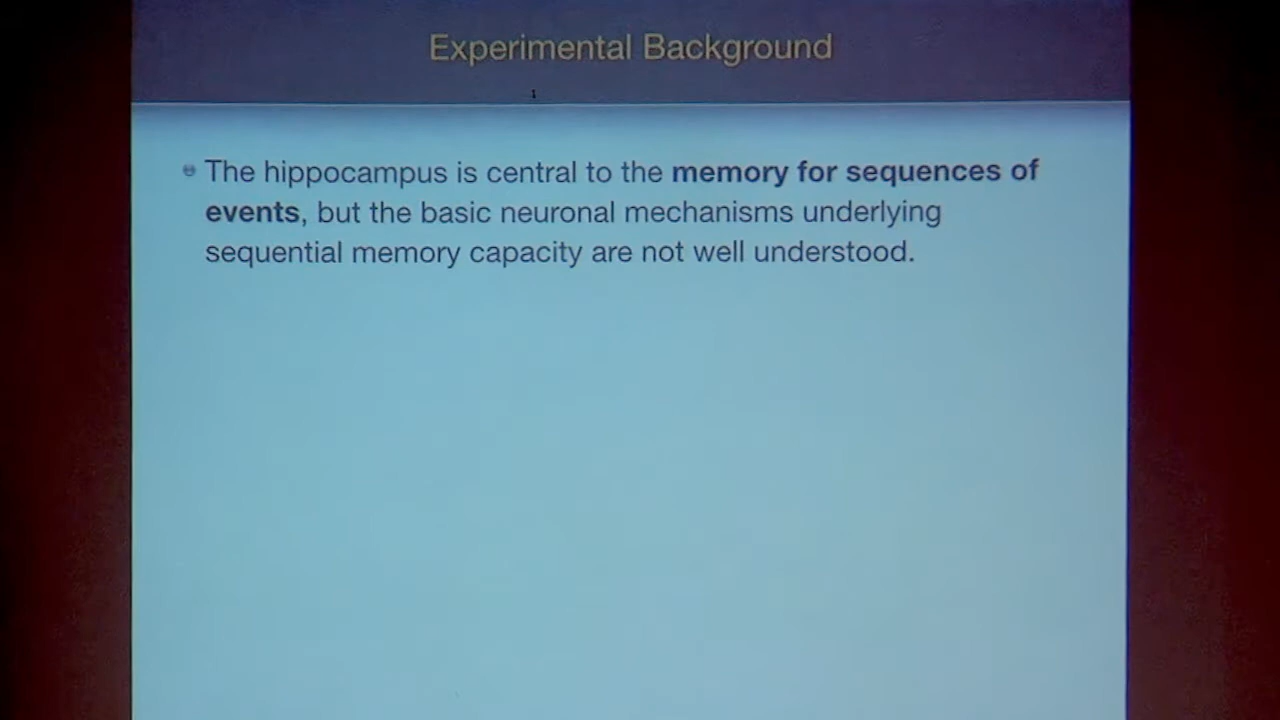 Experimental Background
The hippocampus is central to the memory for sequences of
events, but the basic neuronal mechanisms underlying
sequential memory capacity are not well understood.